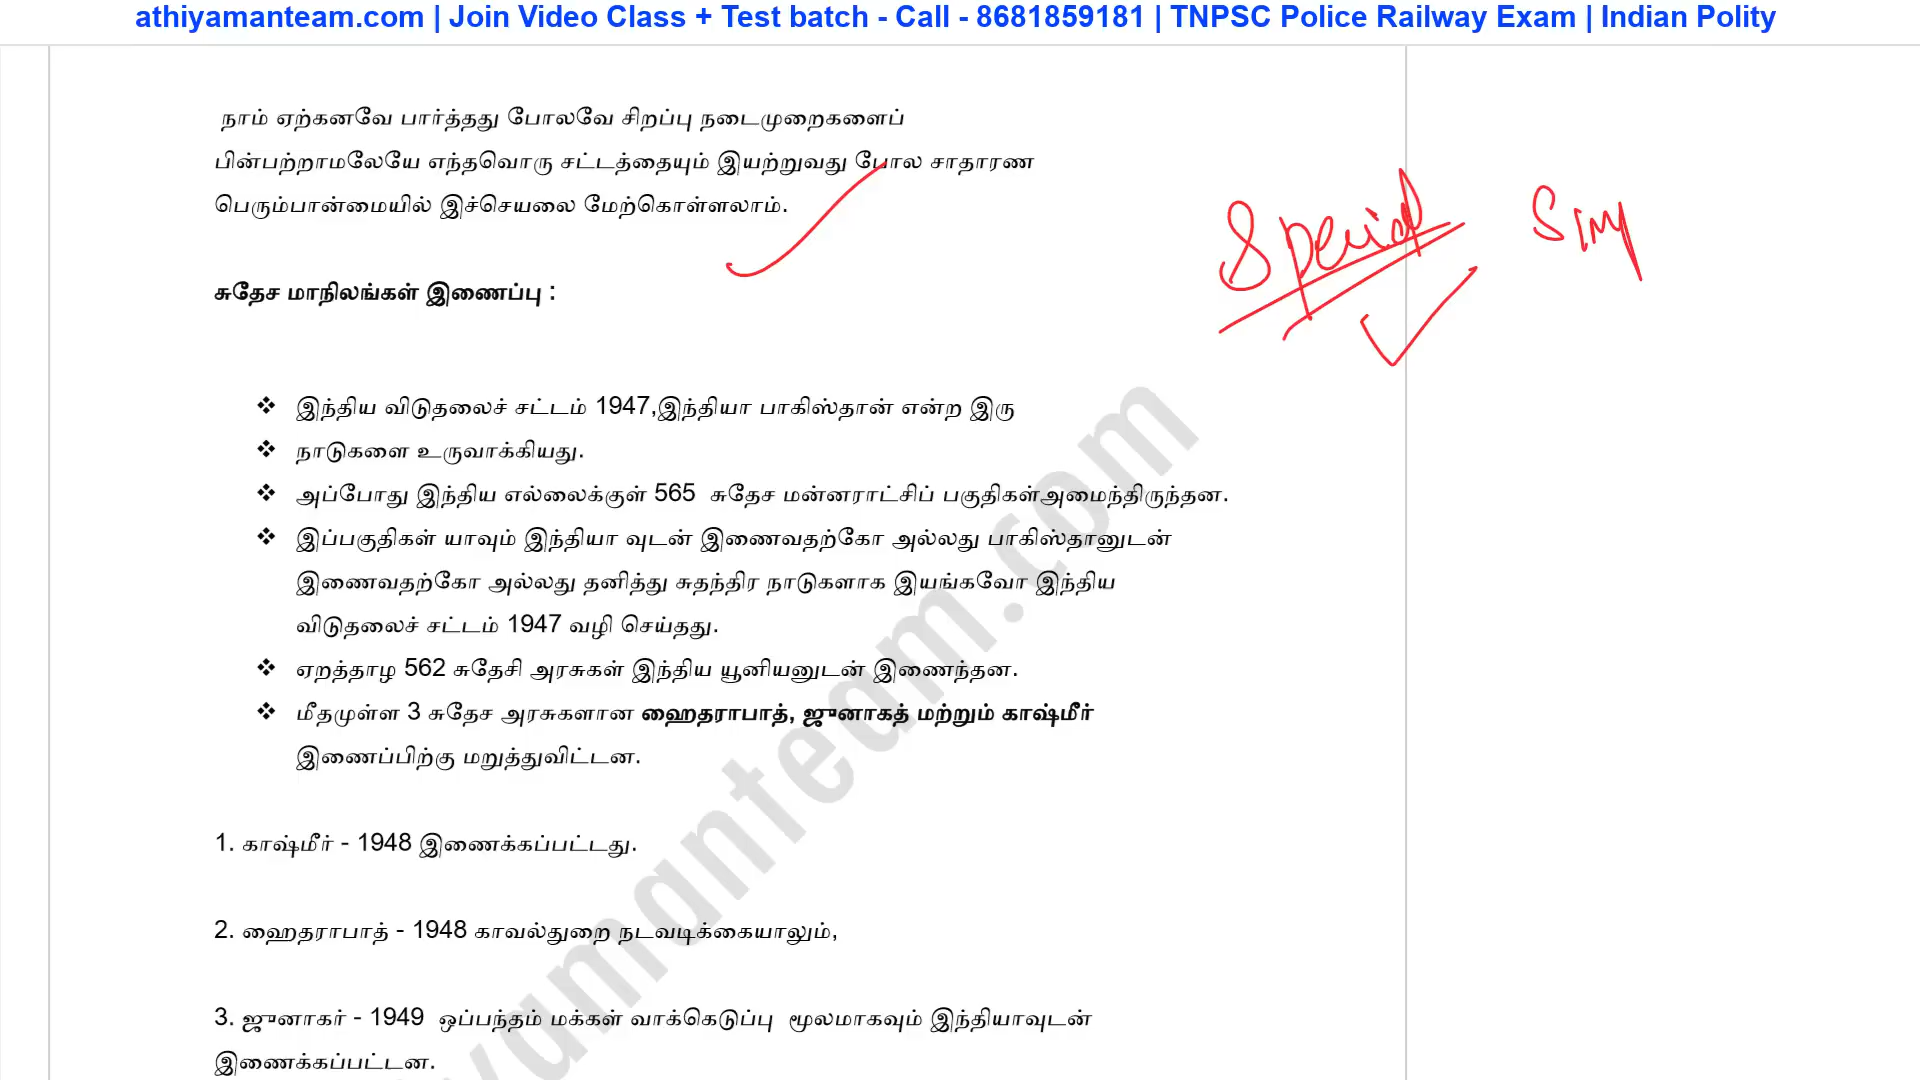 athiyamanteam.com | Join Video Class + Test batch - Call - 8681859181 | TNPSC Police Railway Exam | Indian Polity
நாம் ஏற்கனவே பார்த்தது போலவே சிறப்பு நடைமுறைகளைப்
பின்பற்றாமலேயே எந்தவொரு சட்டத்தையும் இயற்றுவது போல சாதாரண
பெரும்பான்மையில் இச்செயலை மேற்கொள்ளலாம்.
Special Sim
சுதேச மாநிலங்கள் இணைப்பு :
❖ இந்திய விடுதலைச் சட்டம் 1947,இந்தியா பாகிஸ்தான் என்ற இரு
❖ நாடுகளை உருவாக்கியது.
❖ அப்போது இந்திய எல்லைக்குள் 565 சுதேச மன்னராட்சிப் பகுதிகள்அமைந்திருந்தன.
❖ இப்பகுதிகள் யாவும் இந்தியா வுடன் இணைவதற்கோ அல்லது பாகிஸ்தானுடன்
இணைவதற்கோ அல்லது தனித்து சுதந்திர நாடுகளாக இயங்கவோ இந்திய
விடுதலைச் சட்டம் 1947 வழி செய்தது.
❖ ஏறத்தாழ 562 சுதேசி அரசுகள் இந்திய யூனியனுடன் இணைந்தன.
❖ மீதமுள்ள 3 சுதேச அரசுகளான ஹைதராபாத், ஜுனாகத் மற்றும் காஷ்மீர்
இணைப்பிற்கு மறுத்துவிட்டன.
1. காஷ்மீர் - 1948 இணைக்கப்பட்டது.
2. ஹைதராபாத் - 1948 காவல்துறை நடவடிக்கையாலும்,
3. ஜுனாகர் - 1949 ஒப்பந்தம் மக்கள் வாக்கெடுப்பு மூலமாகவும் இந்தியாவுடன்
இணைக்கப்பட்டன.
yamanteam.com